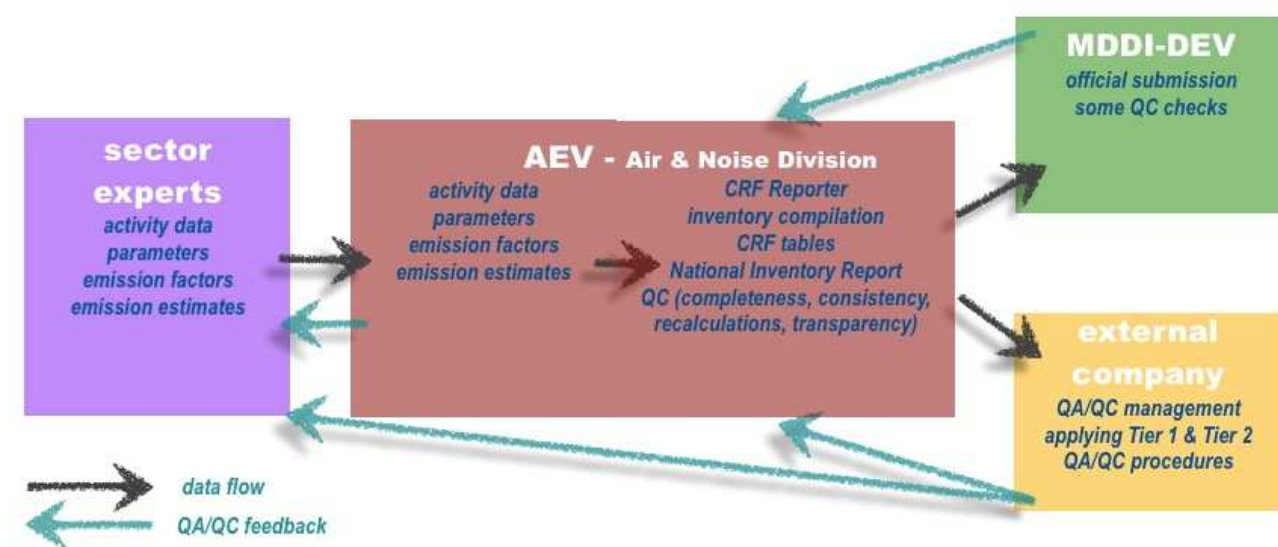 sector
experts
activity data
parameters
emission factors
emission estimates
AEV - Air & Noise Division
activity data
parameters
emission factors
emission estimates
CRF Reporter
inventory compilation
CRF tables
National Inventory Report
QC (completeness, consistency,
recalculations, transparency)
MDDI-DEV
official submission
some QC checks
external
company
QA/QC management
applying Tier 1 & Tier 2
QA/QC procedures
data flow
QA/QC feedback